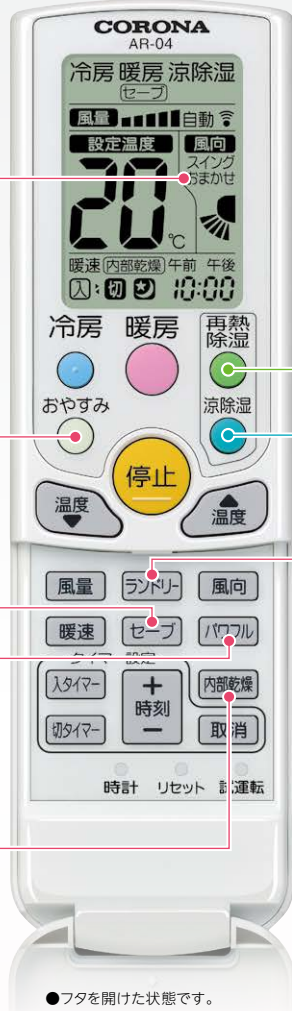 CORONA
AR-04
冷房 暖房 涼除湿
セーブ
風量 自動
設定温度 風向
スイング
おまかせ
20℃
暖速 内部乾燥 午前 午後
入 切 10:00
冷房 暖房 再熱除湿
おやすみ 涼除湿
停止
温度 温度
風量 ランドリー 風向
暖速 セーブ パワフル
タイマー設定
入タイマー + 時刻 − 内部乾燥
切タイマー 取消
時計 リセット 試運転
●フタを開けた状態です。